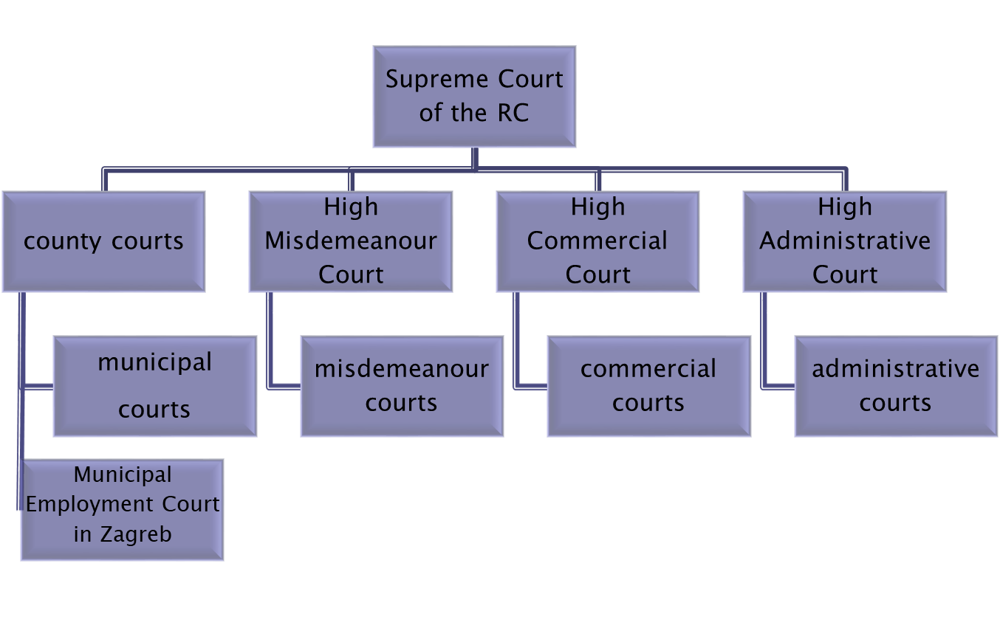 Supreme Court
of the RC
county courts
High
Misdemeanour
Court
High
Commercial
Court
High
Administrative
Court
municipal
courts
misdemeanour
courts
commercial
courts
administrative
courts
Municipal
Employment Court
in Zagreb